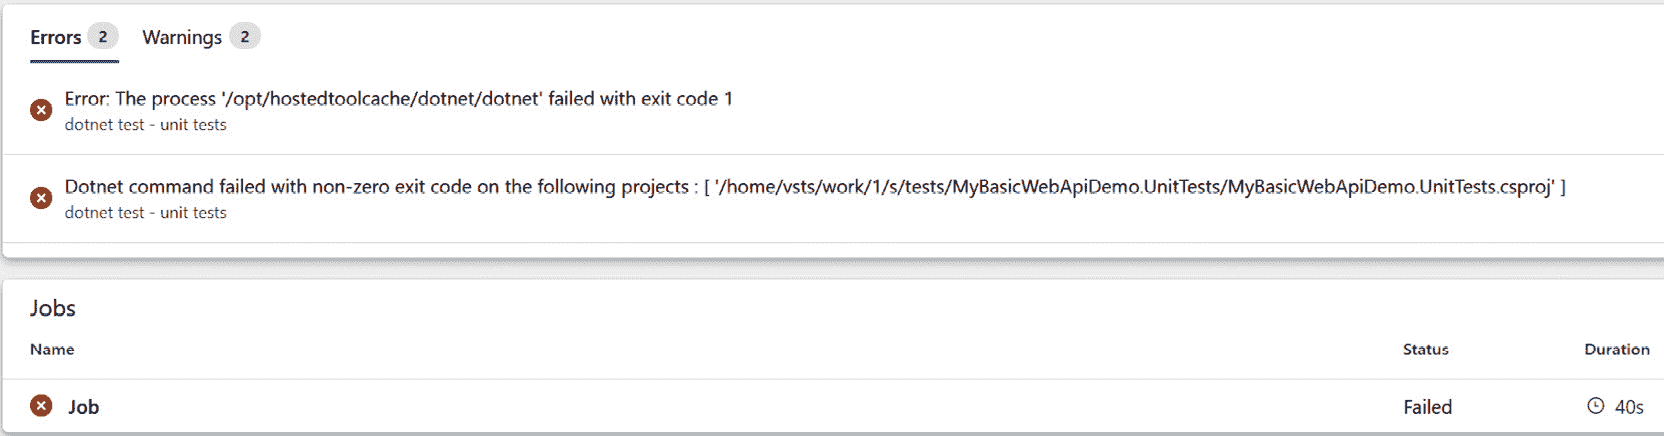 Errors 2 Warnings 2
Error: The process '/opt/hostedtoolcache/dotnet/dotnet' failed with exit code 1
dotnet test - unit tests
Dotnet command failed with non-zero exit code on the following projects : [ '/home/vsts/work/1/s/tests/MyBasicWebApiDemo.UnitTests/MyBasicWebApiDemo.UnitTests.csproj' ]
dotnet test - unit tests
Jobs
Name Status Duration
Job Failed 40s